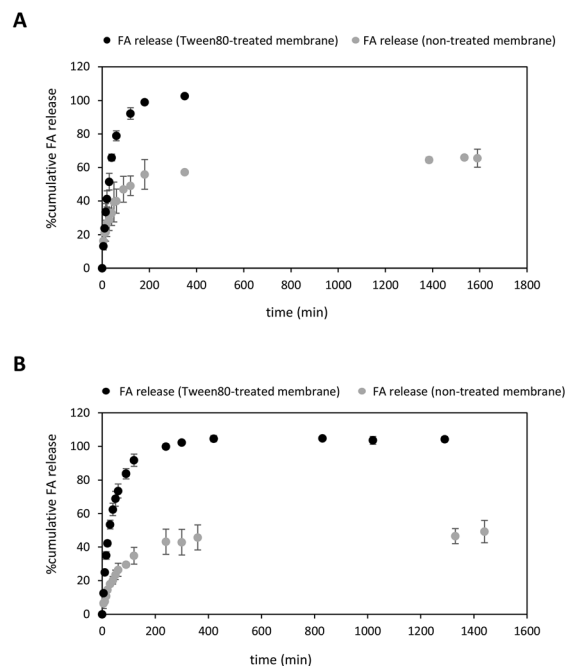 A
FA release (Tween80-treated membrane) FA release (non-treated membrane)
120
100
80
60
40
20
0
%cumulative FA release
0 200 400 600 800 1000 1200 1400 1600 1800
time (min)
B
FA release (Tween80-treated membrane) FA release (non-treated membrane)
120
100
80
60
40
20
0
%cumulative FA release
0 200 400 600 800 1000 1200 1400 1600
time (min)